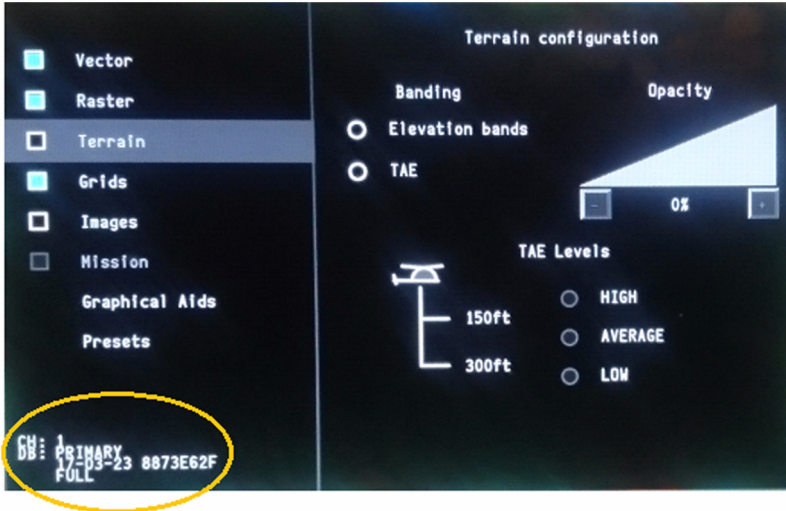 Vector
Raster
Terrain
Grids
Images
Mission
Graphical Aids
Presets
CH: 1
DB: PRIMARY
17-03-23 8873E62F
FULL
Terrain configuration
Banding
Elevation bands
TAE
Opacity
-
0%
+
TAE Levels
150ft
300ft
HIGH
AVERAGE
LOW